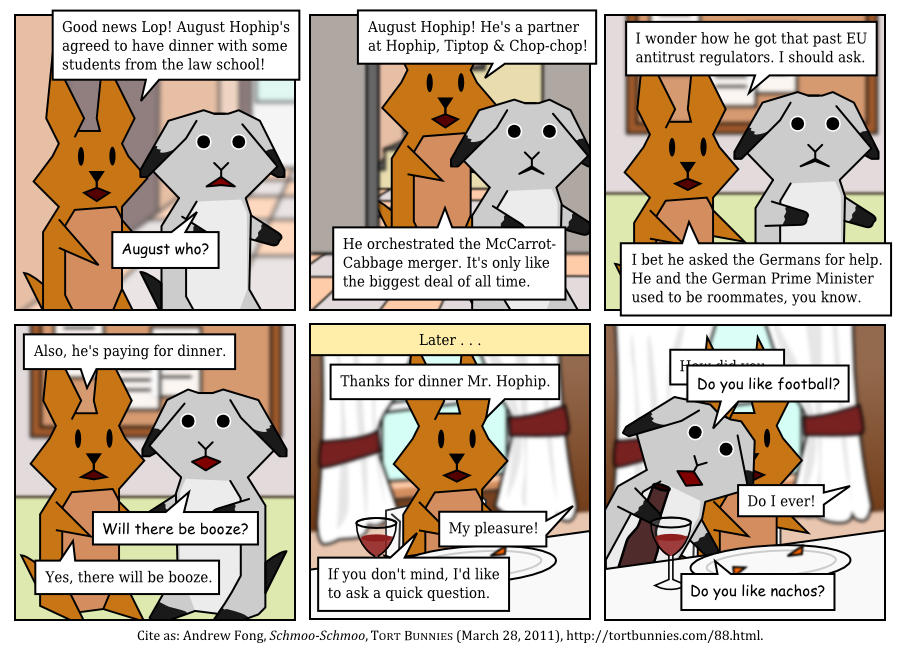 Good news Lop! August Hophip's
agreed to have dinner with some
students from the law school!
August who?
August Hophip! He's a partner
at Hophip, Tiptop & Chop-chop!
He orchestrated the McCarrot-
Cabbage merger. It's only like
the biggest deal of all time.
I wonder how he got that past EU
antitrust regulators. I should ask.
I bet he asked the Germans for help.
He and the German Prime Minister
used to be roommates, you know.
Also, he's paying for dinner.
Will there be booze?
Yes, there will be booze.
Later . . .
Thanks for dinner Mr. Hophip.
My pleasure!
If you don't mind, I'd like
to ask a quick question.
How did you
Do you like football?
Do I ever!
Do you like nachos?
Cite as: Andrew Fong, Schmoo-Schmoo, TORT BUNNIES (March 28, 2011), http://tortbunnies.com/88.html.